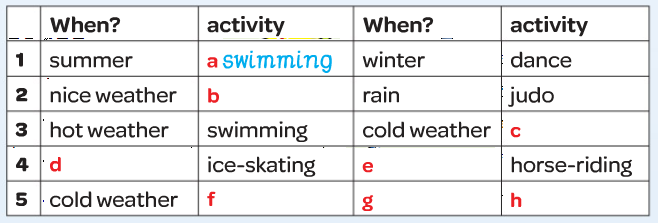 When? activity When? activity
1 summer a swimming winter dance
2 nice weather b rain judo
3 hot weather swimming cold weather c
4 d ice-skating e horse-riding
5 cold weather f g h